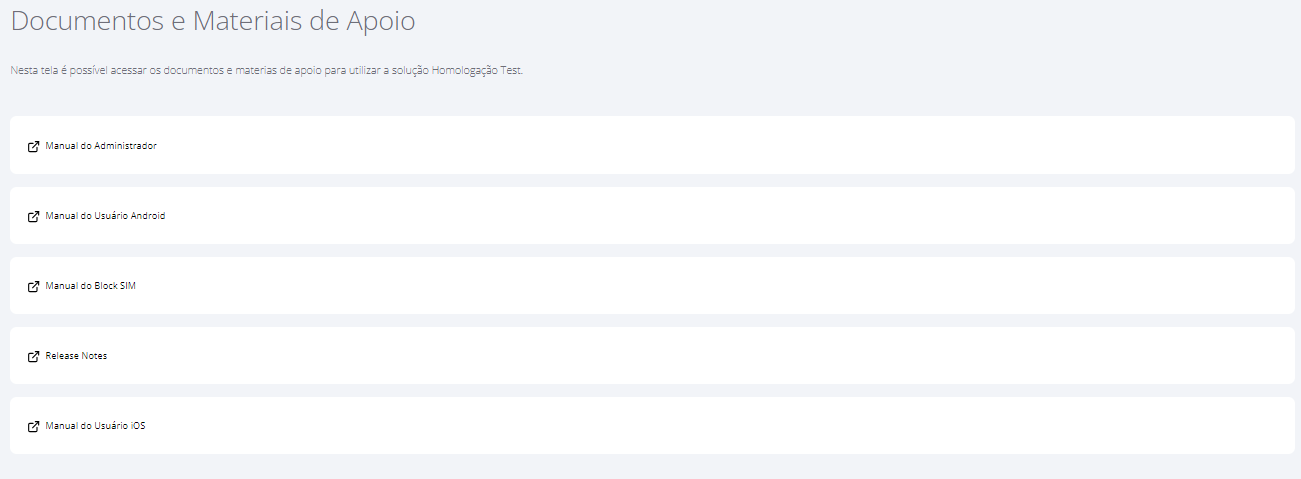 Documentos e Materiais de Apoio
Nesta tela é possível acessar os documentos e materias de apoio para utilizar a solução Homologação Test.
Manual do Administrador
Manual do Usuário Android
Manual do Block SIM
Release Notes
Manual do Usuário iOS